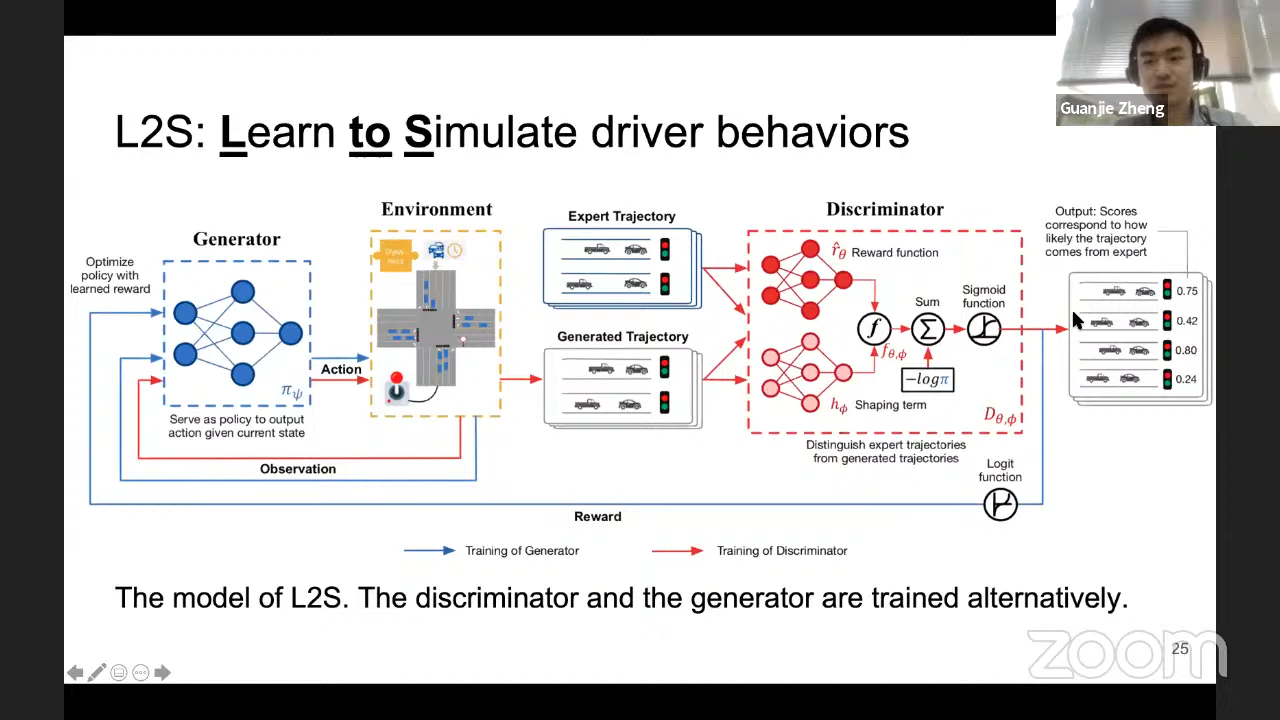 Guanjie Zheng
L2S: Learn to Simulate driver behaviors
Generator
Optimize
policy with
learned reward
πψ
Serve as policy to output
action given current state
Action
Observation
Reward
Environment
Expert Trajectory
Generated Trajectory
Discriminator
r̂θ Reward function
hϕ Shaping term
f
fθ,ϕ
Sum
Σ
−logπ
Sigmoid
function
Dθ,ϕ
Distinguish expert trajectories
from generated trajectories
Logit
function
Output: Scores
correspond to how
likely the trajectory
comes from expert
0.75
0.42
0.80
0.24
Training of Generator
Training of Discriminator
The model of L2S. The discriminator and the generator are trained alternatively.
25
zoom